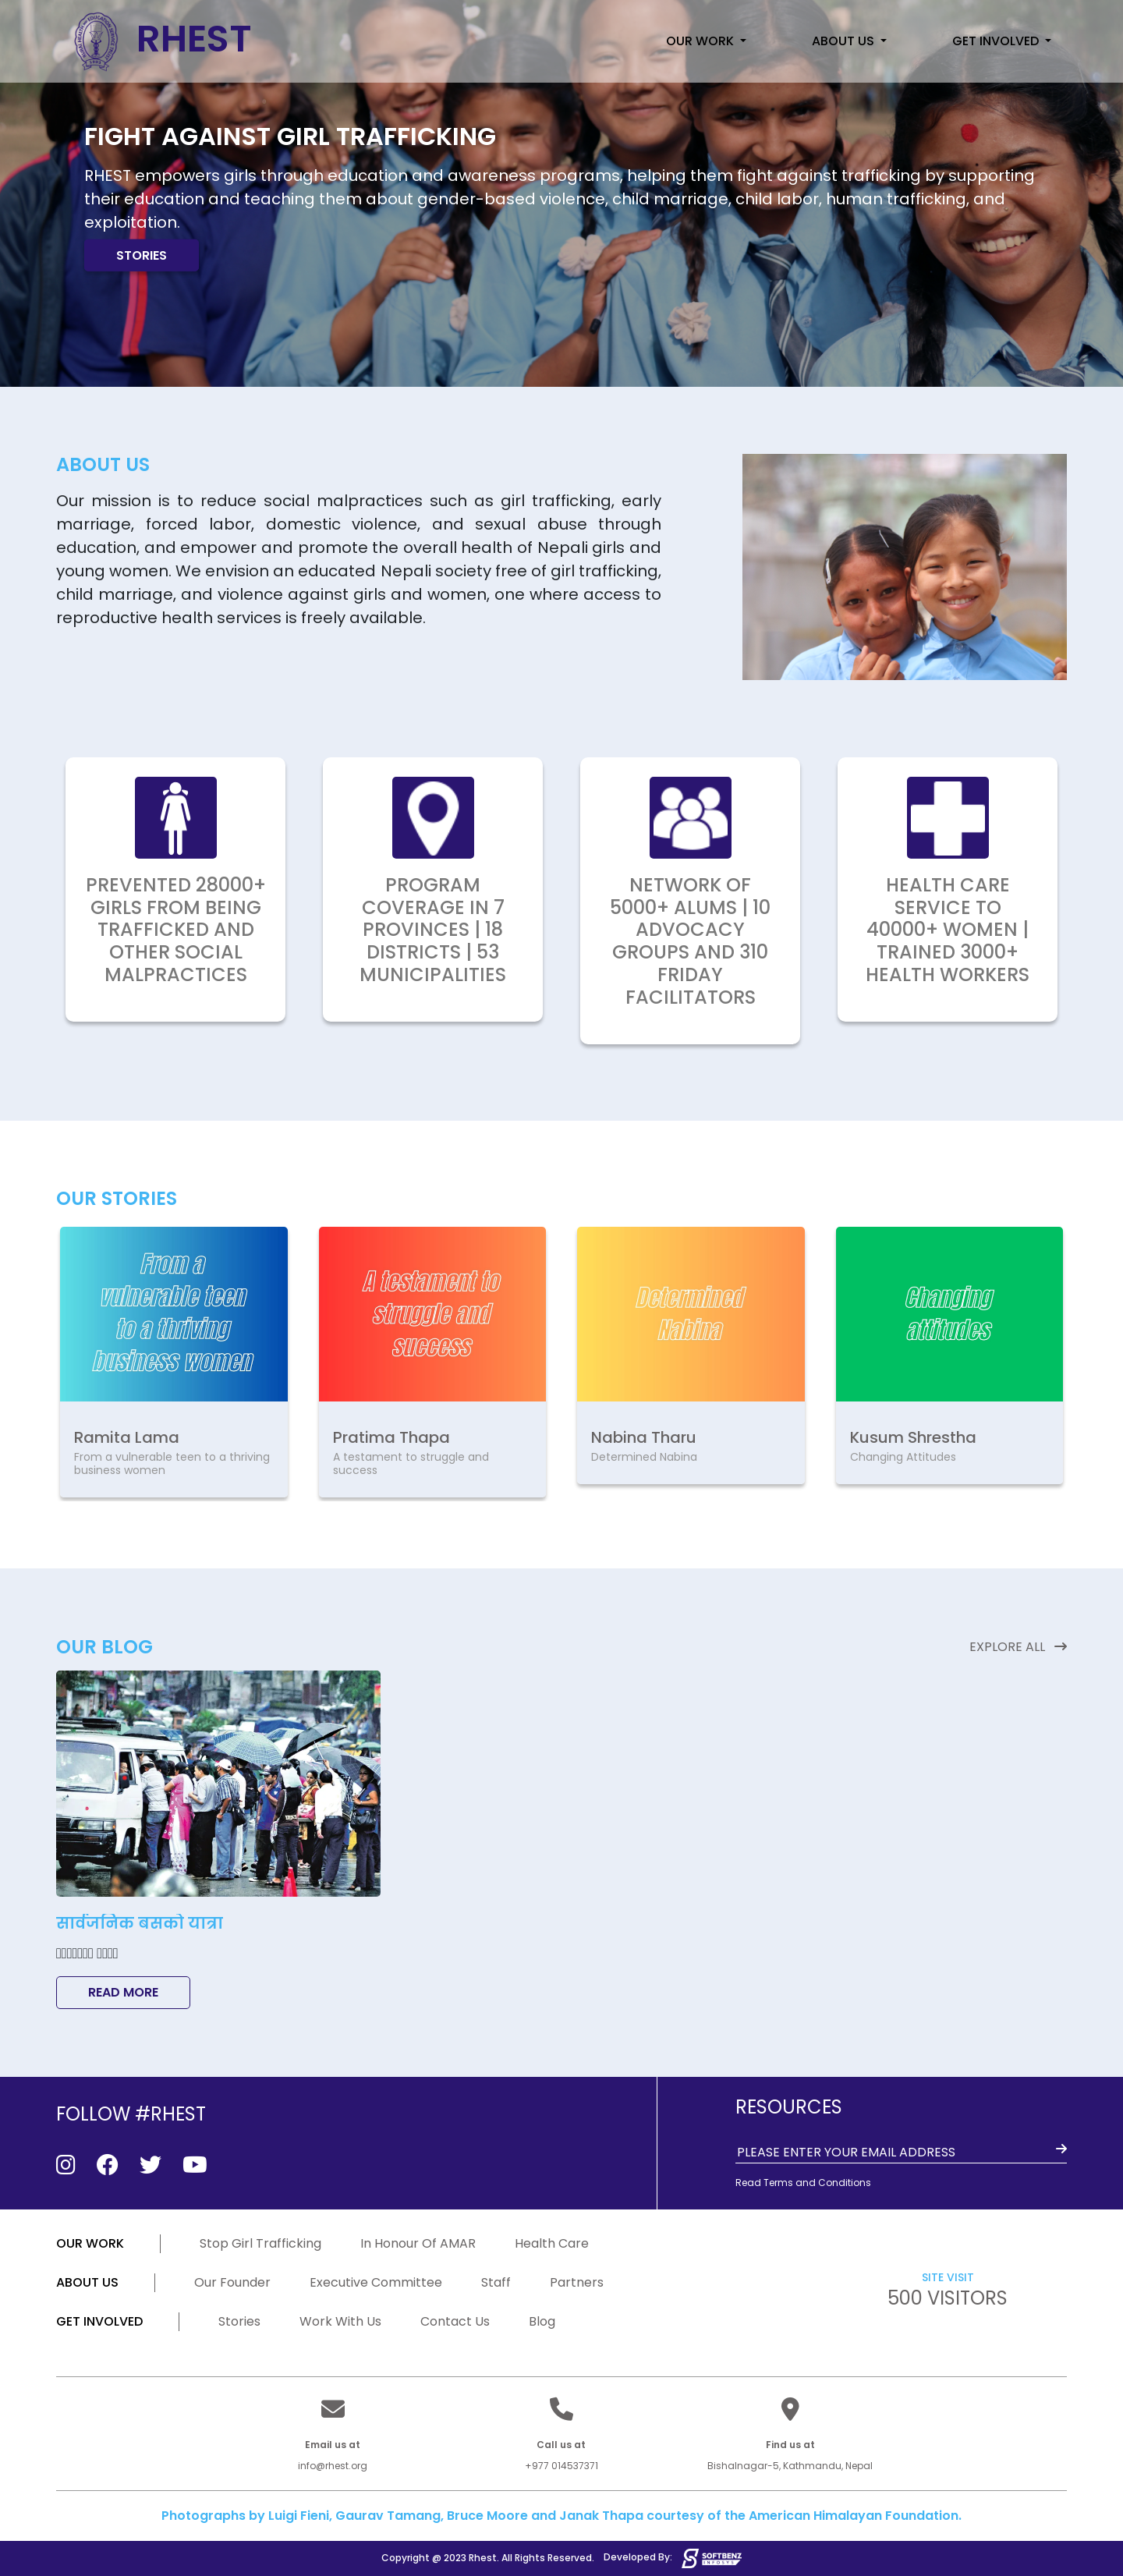 RHEST
OUR WORK
ABOUT US
GET INVOLVED
FIGHT AGAINST GIRL TRAFFICKING
RHEST empowers girls through education and awareness programs, helping them fight against trafficking by supporting
their education and teaching them about gender-based violence, child marriage, child labor, human trafficking, and
exploitation.
STORIES
ABOUT US
Our mission is to reduce social malpractices such as girl trafficking, early
marriage, forced labor, domestic violence, and sexual abuse through
education, and empower and promote the overall health of Nepali girls and
young women. We envision an educated Nepali society free of girl trafficking,
child marriage, and violence against girls and women, one where access to
reproductive health services is freely available.
PREVENTED 28000+
GIRLS FROM BEING
TRAFFICKED AND
OTHER SOCIAL
MALPRACTICES
PROGRAM
COVERAGE IN 7
PROVINCES | 18
DISTRICTS | 53
MUNICIPALITIES
NETWORK OF
5000+ ALUMS | 10
ADVOCACY
GROUPS AND 310
FRIDAY
FACILITATORS
HEALTH CARE
SERVICE TO
40000+ WOMEN |
TRAINED 3000+
HEALTH WORKERS
OUR STORIES
From a
vulnerable teen
to a thriving
business women
Ramita Lama
From a vulnerable teen to a thriving
business women
A testament to
struggle and
success
Pratima Thapa
A testament to struggle and
success
Determined
Nabina
Nabina Tharu
Determined Nabina
Changing
attitudes
Kusum Shrestha
Changing Attitudes
OUR BLOG
EXPLORE ALL
सार्वजनिक बसको यात्रा
READ MORE
FOLLOW #RHEST
RESOURCES
PLEASE ENTER YOUR EMAIL ADDRESS
Read Terms and Conditions
OUR WORK
Stop Girl Trafficking
In Honour Of AMAR
Health Care
ABOUT US
Our Founder
Executive Committee
Staff
Partners
GET INVOLVED
Stories
Work With Us
Contact Us
Blog
SITE VISIT
500 VISITORS
Email us at
info@rhest.org
Call us at
+977 014537371
Find us at
Bishalnagar-5, Kathmandu, Nepal
Photographs by Luigi Fieni, Gaurav Tamang, Bruce Moore and Janak Thapa courtesy of the American Himalayan Foundation.
Copyright @ 2023 Rhest. All Rights Reserved.
Developed By:
SOFTBENZ
INFOSYS